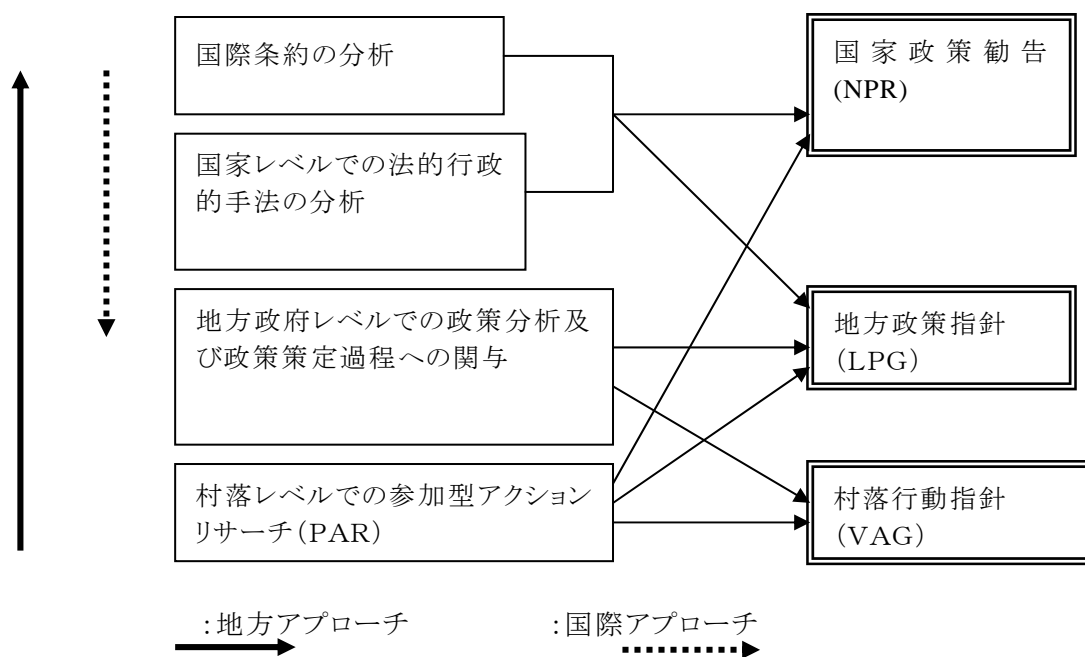 国際条約の分析
国家レベルでの法的行政
的手法の分析
地方政府レベルでの政策分析及
び政策策定過程への関与
村落レベルでの参加型アクション
リサーチ(PAR)
国家政策勧告
(NPR)
地方政策指針
(LPG)
村落行動指針
(VAG)
:地方アプローチ
:国際アプローチ